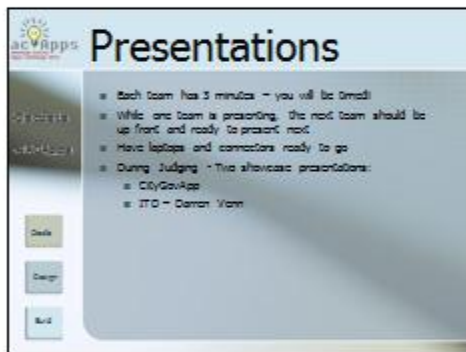 acApps
Presentations
Each team has 3 minutes – you will be timed!
While one team is presenting, the next team should be
up front and ready to present next
Have laptops and connectors ready to go
During Judging - Two showcase presentations:
CityGovApp
ITO – Darren
Design
Build